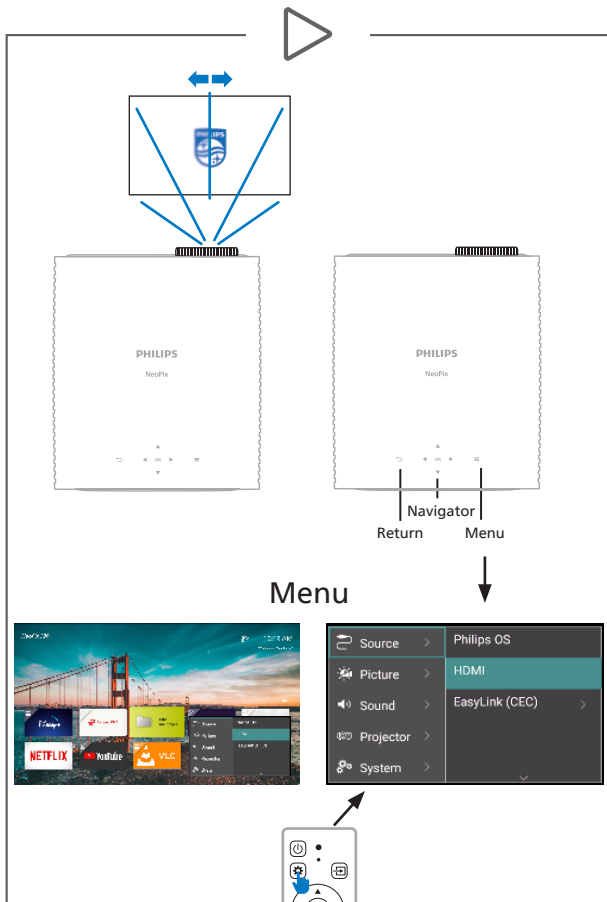 PHILIPS
PHILIPS
NeoPix
OK
PHILIPS
NeoPix
OK
Navigator
Return
Menu
Menu
Disney+
NETFLIX
YouTube
VLC
Source
Philips OS
Picture
HDMI
Sound
EasyLink (CEC)
Projector
System